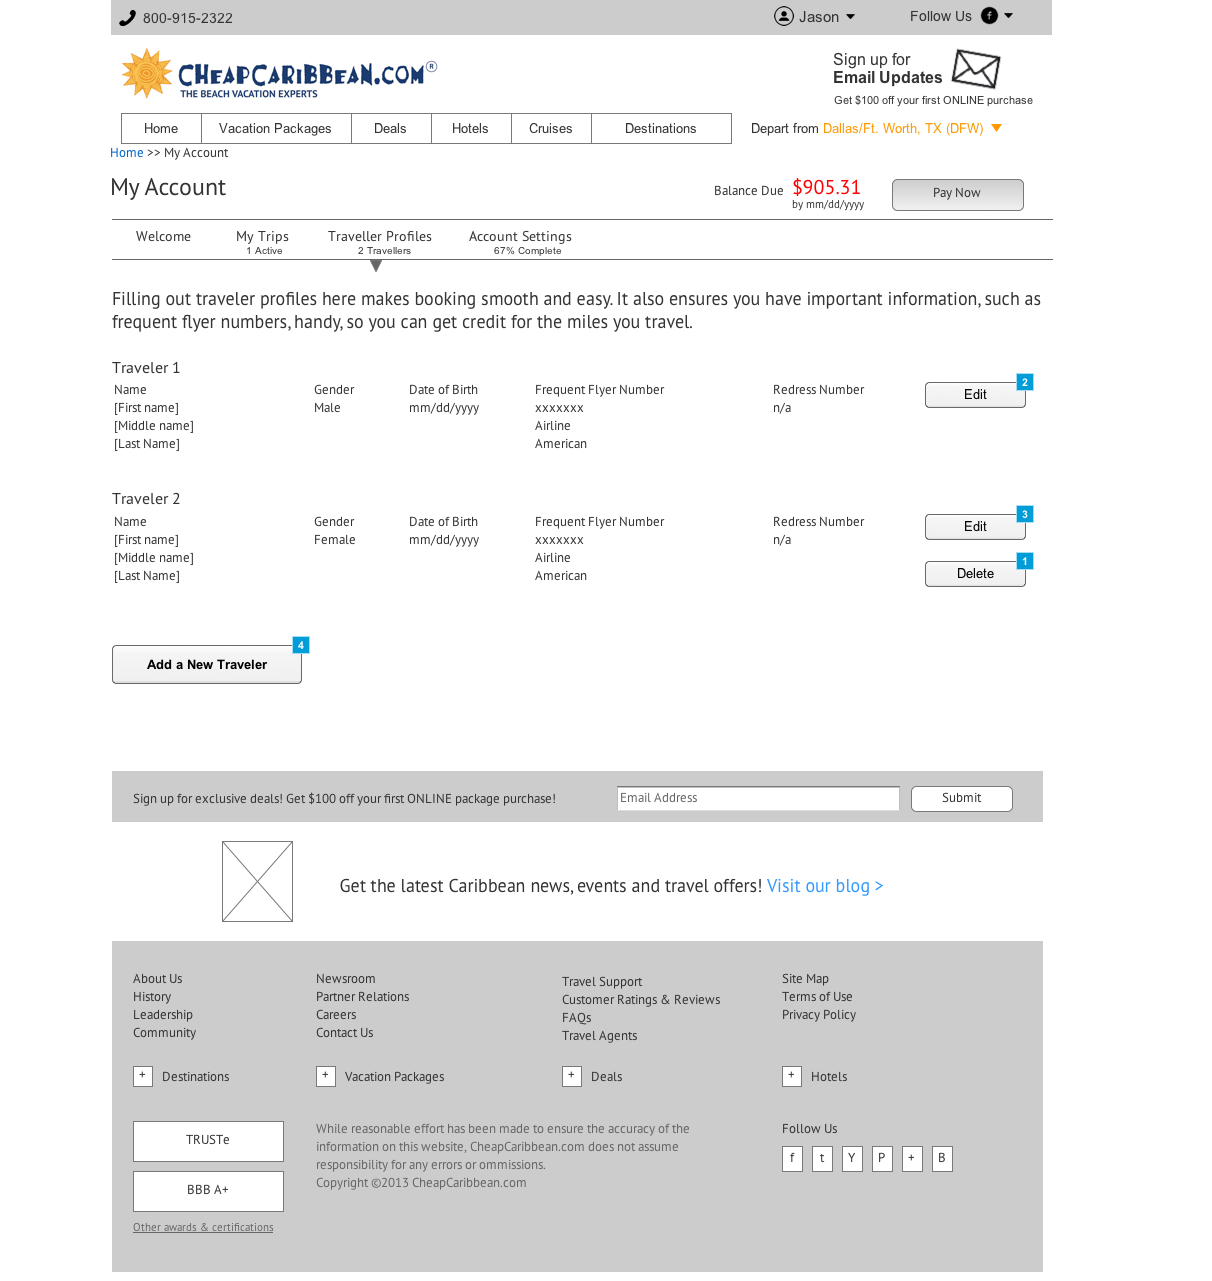 800-915-2322
Jason
Follow Us
f
CHEAPCARIBBEAN.COM®
THE BEACH VACATION EXPERTS
Sign up for
Email Updates
Get $100 off your first ONLINE purchase
Home
Vacation Packages
Deals
Hotels
Cruises
Destinations
Depart from Dallas/Ft. Worth, TX (DFW)
Home >> My Account
My Account
Balance Due
$905.31
by mm/dd/yyyy
Pay Now
Welcome
My Trips
1 Active
Traveller Profiles
2 Travellers
Account Settings
67% Complete
Filling out traveler profiles here makes booking smooth and easy. It also ensures you have important information, such as
frequent flyer numbers, handy, so you can get credit for the miles you travel.
Traveler 1
Name
[First name]
[Middle name]
[Last Name]
Gender
Male
Date of Birth
mm/dd/yyyy
Frequent Flyer Number
xxxxxxx
Airline
American
Redress Number
n/a
Edit
2
Traveler 2
Name
[First name]
[Middle name]
[Last Name]
Gender
Female
Date of Birth
mm/dd/yyyy
Frequent Flyer Number
xxxxxxx
Airline
American
Redress Number
n/a
Edit
3
Delete
1
Add a New Traveler
4
Sign up for exclusive deals! Get $100 off your first ONLINE package purchase!
Email Address
Submit
Get the latest Caribbean news, events and travel offers! Visit our blog >
About Us
History
Leadership
Community
Newsroom
Partner Relations
Careers
Contact Us
Travel Support
Customer Ratings & Reviews
FAQs
Travel Agents
Site Map
Terms of Use
Privacy Policy
+ Destinations
+ Vacation Packages
+ Deals
+ Hotels
TRUSTe
BBB A+
Other awards & certifications
While reasonable effort has been made to ensure the accuracy of the
information on this website, CheapCaribbean.com does not assume
responsibility for any errors or ommissions.
Copyright ©2013 CheapCaribbean.com
Follow Us
f t Y P + B